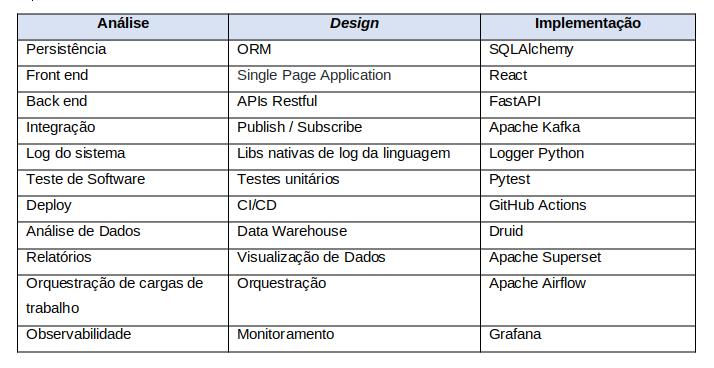 Análise Design Implementação
Persistência ORM SQLAlchemy
Front end Single Page Application React
Back end APIs Restful FastAPI
Integração Publish / Subscribe Apache Kafka
Log do sistema Libs nativas de log da linguagem Logger Python
Teste de Software Testes unitários Pytest
Deploy CI/CD GitHub Actions
Análise de Dados Data Warehouse Druid
Relatórios Visualização de Dados Apache Superset
Orquestração de cargas de Orquestração Apache Airflow
trabalho
Observabilidade Monitoramento Grafana